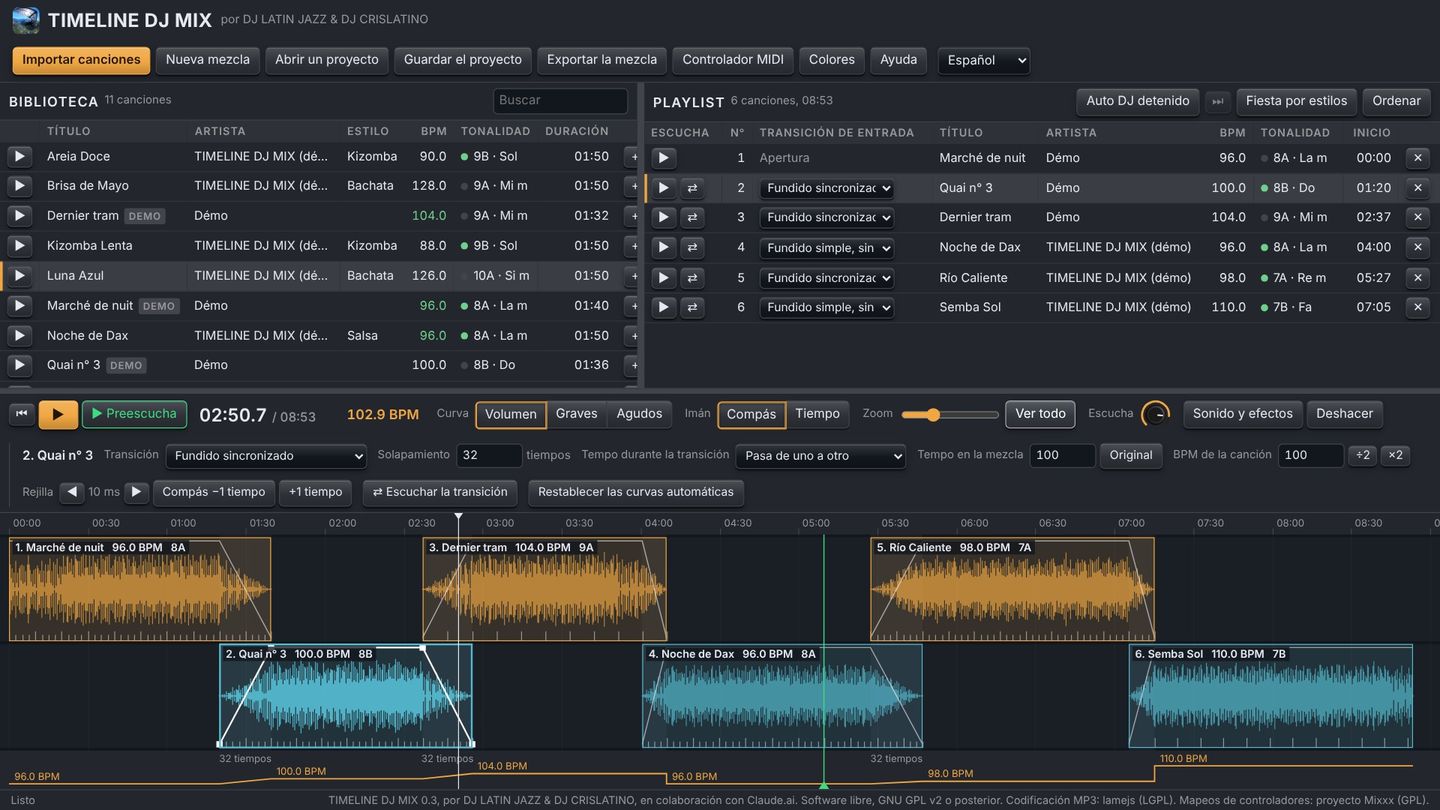 TIMELINE DJ MIX por DJ LATIN JAZZ & DJ CRISLATINO
Importar canciones Nueva mezcla Abrir un proyecto Guardar el proyecto Exportar la mezcla Controlador MIDI Colores Ayuda Español
BIBLIOTECA 11 canciones Buscar
TÍTULO ARTISTA ESTILO BPM TONALIDAD DURACIÓN
Areia Doce TIMELINE DJ MIX (dé... Kizomba 90.0 9B · Sol 01:50 +
Brisa de Mayo TIMELINE DJ MIX (dé... Bachata 128.0 9A · Mi m 01:50 +
Dernier tram DEMO Démo 104.0 9A · Mi m 01:32 +
Kizomba Lenta TIMELINE DJ MIX (dé... Kizomba 88.0 9B · Sol 01:50 +
Luna Azul TIMELINE DJ MIX (dé... Bachata 126.0 10A · Si m 01:50 +
Marché de nuit DEMO Démo 96.0 8A · La m 01:40 +
Noche de Dax TIMELINE DJ MIX (dé... Salsa 96.0 8A · La m 01:50 +
Quai n° 3 DEMO Démo 100.0 8B · Do 01:36 +
PLAYLIST 6 canciones, 08:53 Auto DJ detenido Fiesta por estilos Ordenar
ESCUCHA N° TRANSICIÓN DE ENTRADA TÍTULO ARTISTA BPM TONALIDAD INICIO
1 Apertura Marché de nuit Démo 96.0 8A · La m 00:00 ×
2 Fundido sincronizac Quai n° 3 Démo 100.0 8B · Do 01:20 ×
3 Fundido sincronizac Dernier tram Démo 104.0 9A · Mi m 02:37 ×
4 Fundido simple, sin Noche de Dax TIMELINE DJ MIX (démo) 96.0 8A · La m 04:00 ×
5 Fundido sincronizac Río Caliente TIMELINE DJ MIX (démo) 98.0 7A · Re m 05:27 ×
6 Fundido simple, sin Semba Sol TIMELINE DJ MIX (démo) 110.0 7B · Fa 07:05 ×
Preescucha 02:50.7 / 08:53 102.9 BPM Curva Volumen Graves Agudos Imán Compás Tiempo Zoom Ver todo Escucha Sonido y efectos Deshacer
2. Quai n° 3 Transición Fundido sincronizado Solapamiento 32 tiempos Tempo durante la transición Pasa de uno a otro Tempo en la mezcla 100 Original BPM de la canción 100 ÷2 ×2
Rejilla ◀ 10 ms ▶ Compás −1 tiempo +1 tiempo ⇄ Escuchar la transición Restablecer las curvas automáticas
00:00 00:30 01:00 01:30 02:00 02:30 03:00 03:30 04:00 04:30 05:00 05:30 06:00 06:30 07:00 07:30 08:00 08:30
1. Marché de nuit 96.0 BPM 8A 3. Dernier tram 104.0 BPM 9A 5. Río Caliente 98.0 BPM 7A
2. Quai n° 3 100.0 BPM 8B 4. Noche de Dax 96.0 BPM 8A 6. Semba Sol 110.0 BPM 7B
32 tiempos 32 tiempos 32 tiempos
96.0 BPM 100.0 BPM 104.0 BPM 96.0 BPM 98.0 BPM 110.0 BPM
Listo TIMELINE DJ MIX 0.3, por DJ LATIN JAZZ & DJ CRISLATINO, en colaboración con Claude.ai. Software libre, GNU GPL v2 o posterior. Codificación MP3: lamejs (LGPL). Mapeos de controladores: proyecto Mixxx (GPL).